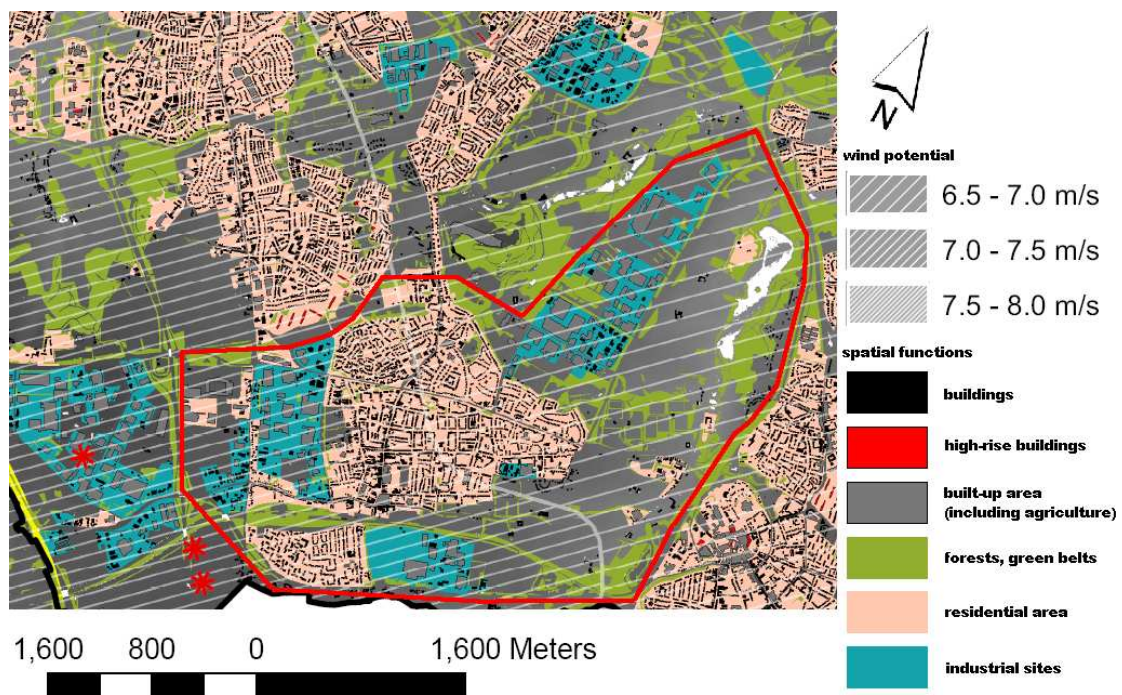 N
wind potential
6.5 - 7.0 m/s
7.0 - 7.5 m/s
7.5 - 8.0 m/s
spatial functions
buildings
high-rise buildings
built-up area
(including agriculture)
forests, green belts
residential area
industrial sites
1,600 800 0 1,600 Meters